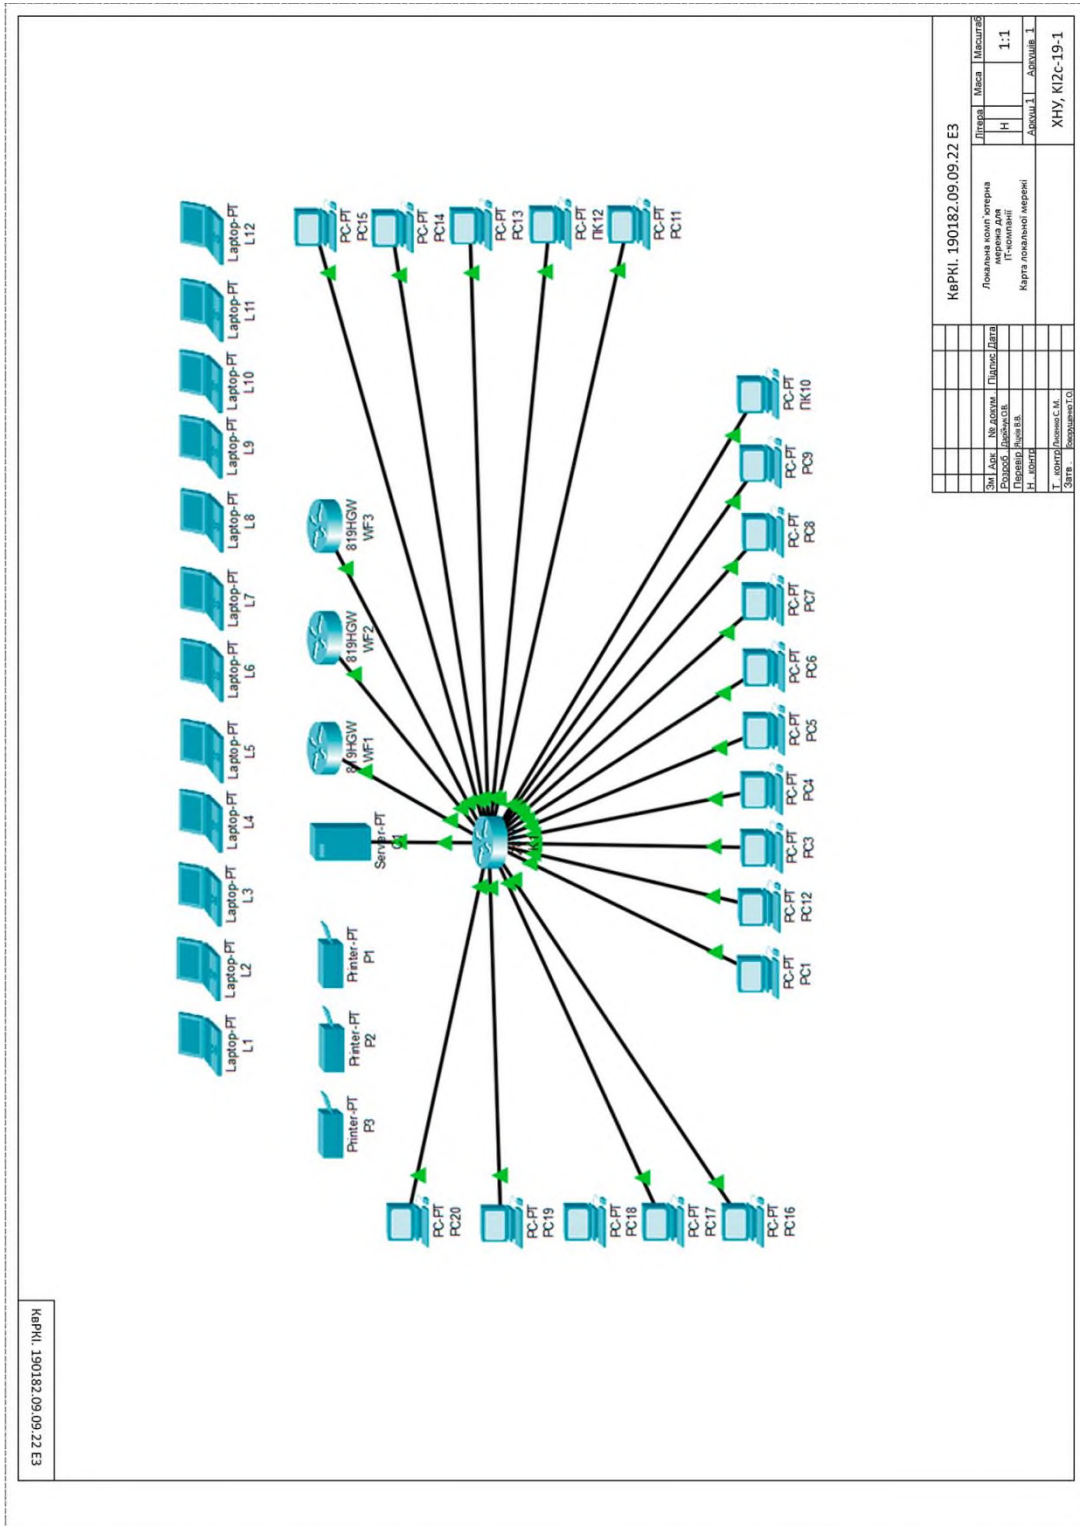 КвРКІ. 190182.09.09.22 ЕЗ
Laptop-PT
L1
Laptop-PT
L2
Laptop-PT
L3
Laptop-PT
L4
Laptop-PT
L5
Laptop-PT
L6
Laptop-PT
L7
Laptop-PT
L8
Laptop-PT
L9
Laptop-PT
L10
Laptop-PT
L11
Laptop-PT
L12
Printer-PT
P3
Printer-PT
P2
Printer-PT
P1
Server-PT
819HGW
WF1
819HGW
WF2
819HGW
WF3
PC-PT
PC15
PC-PT
PC14
PC-PT
PC13
PC-PT
ПК12
PC-PT
PC11
PC-PT
PC20
PC-PT
PC19
PC-PT
PC18
PC-PT
PC17
PC-PT
PC16
PC-PT
PC1
PC-PT
PC12
PC-PT
PC3
PC-PT
PC4
PC-PT
PC5
PC-PT
PC6
PC-PT
PC7
PC-PT
PC8
PC-PT
PC9
PC-PT
ПК10
КвРКІ. 190182.09.09.22 ЕЗ
Зм. Арк № докум Підпис Дата
Розроб
Перевір Яцків В.В.
Н. контр
Т. контр Лисенко С.М.
Затв.
Локальна комп'ютерна
мережа для
ІТ-компанії
Карта локальної мережі
Літера Маса Масштаб
Н 1:1
Аркуш 1 Аркушів 1
ХНУ, КІ2с-19-1